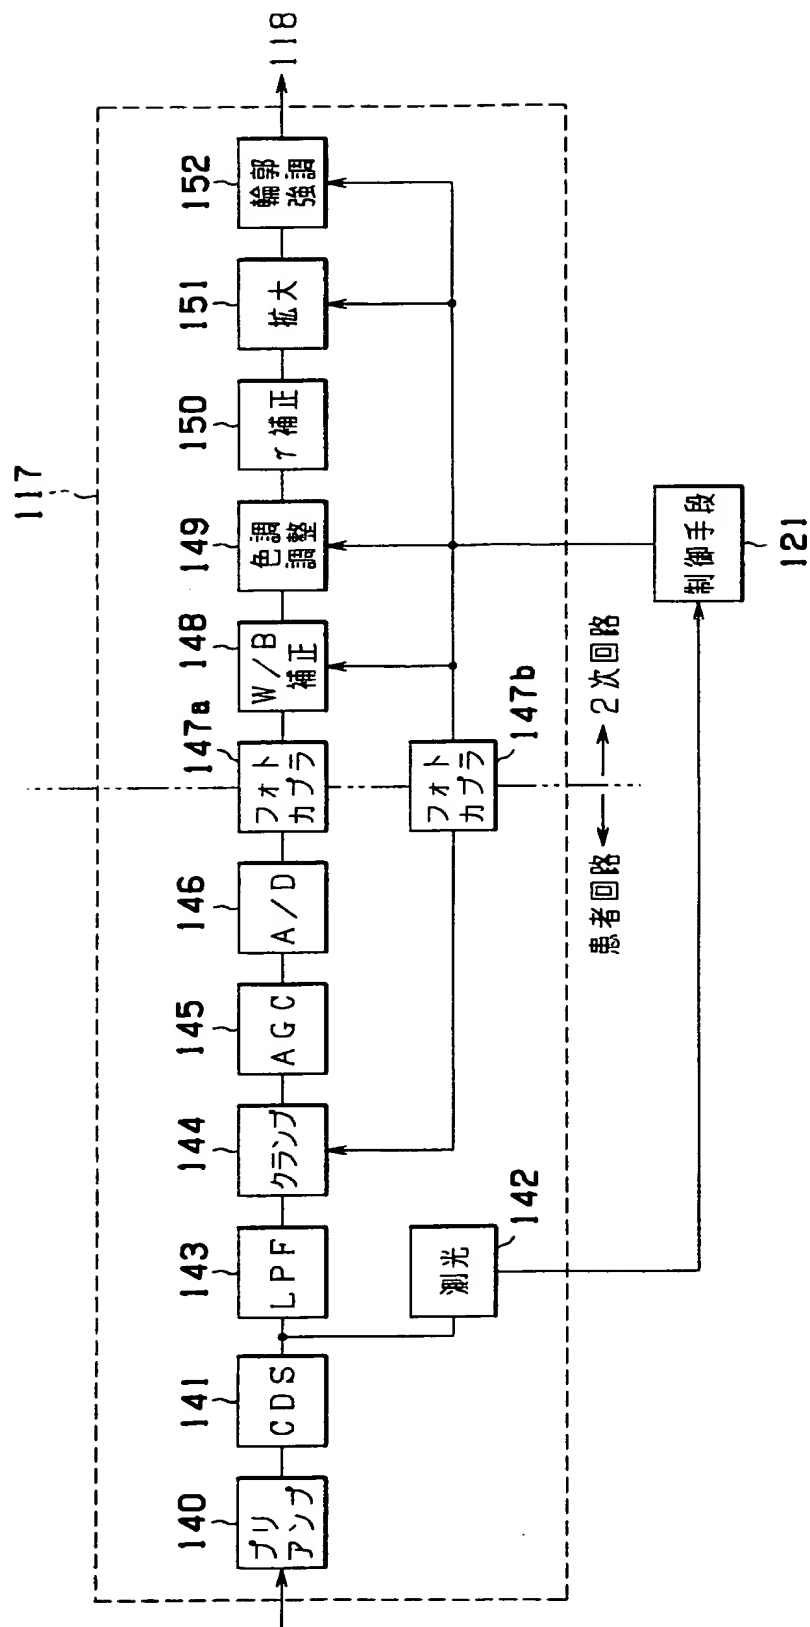 117
140
プリ
アンプ
141
CDS
143
LPF
144
クランプ
145
AGC
146
A/D
147a
フォト
カプラ
148
W/B
補正
149
色調
調整
150
γ補正
151
拡大
152
輪郭
強調
118
142
測光
147b
フォト
カプラ
患者回路
2次回路
制御手段
121